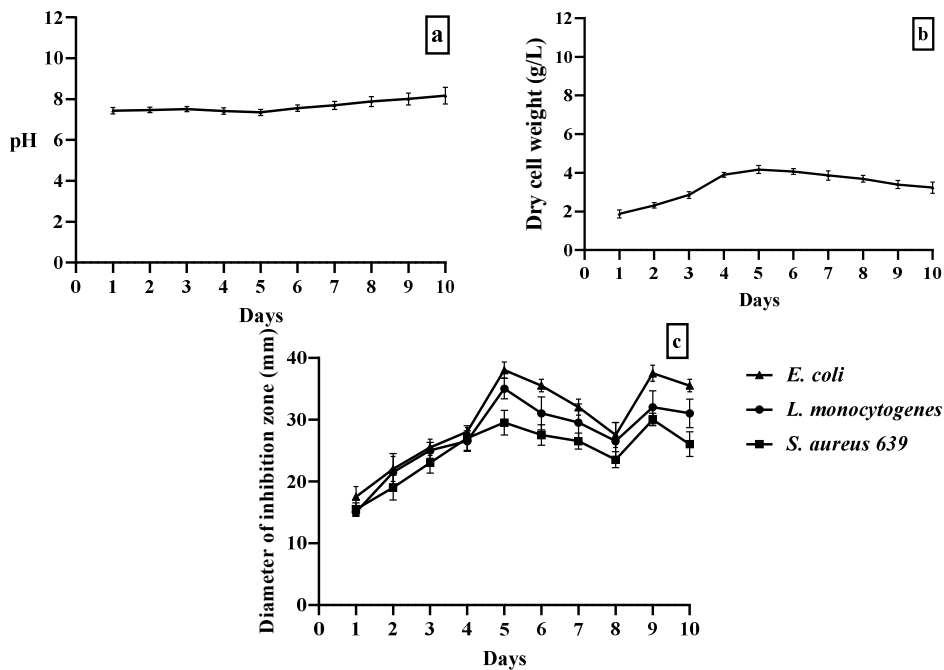 a
pH
12
10
8
6
4
2
0
0 1 2 3 4 5 6 7 8 9 10
Days
b
Dry cell weight (g/L)
12
10
8
6
4
2
0
0 1 2 3 4 5 6 7 8 9 10
Days
c
Diameter of inhibition zone (mm)
40
30
20
10
0
0 1 2 3 4 5 6 7 8 9 10
Days
E. coli
L. monocytogenes
S. aureus 639